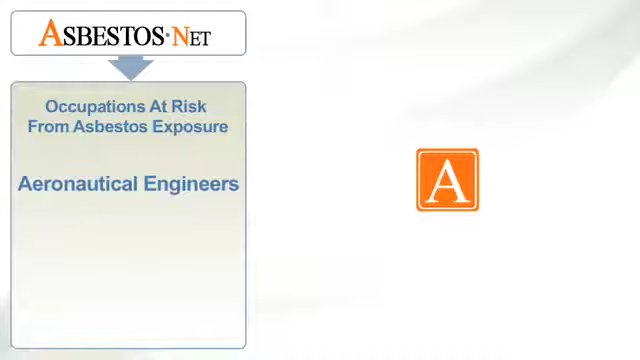 ASBESTOS·NET
Occupations At Risk
From Asbestos Exposure
Aeronautical Engineers
A